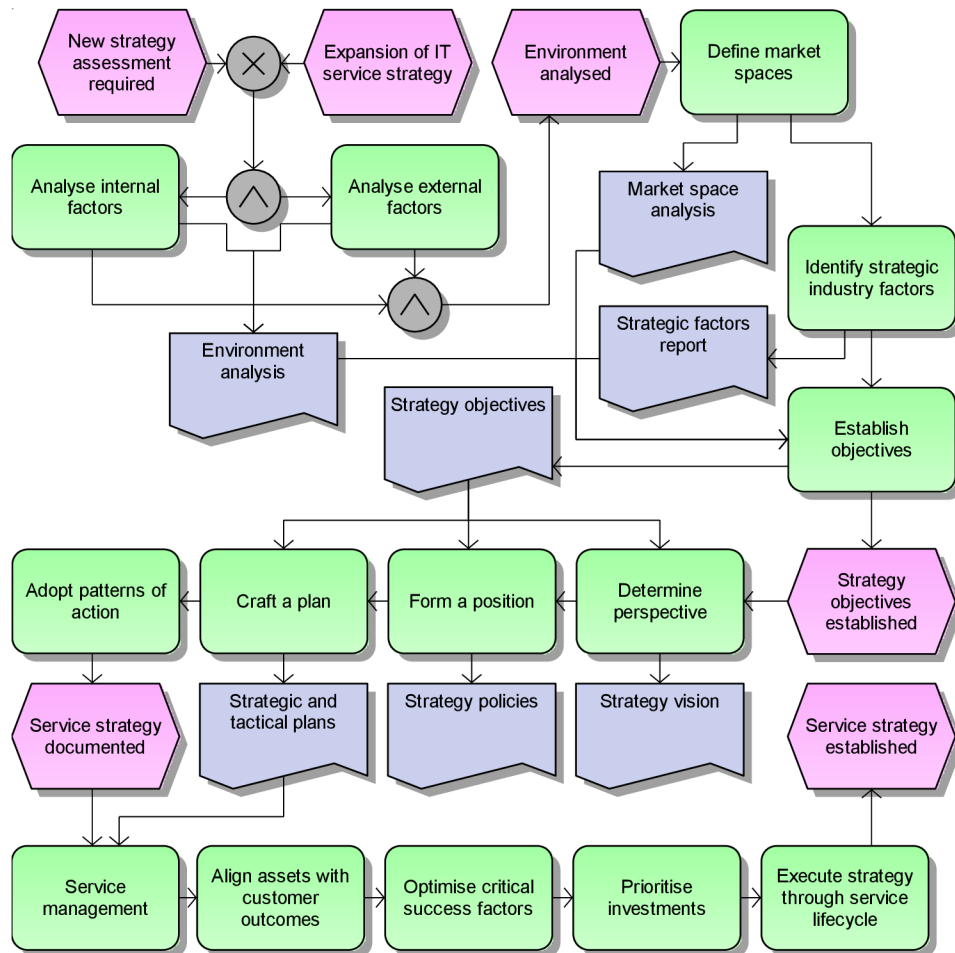 New strategy
assessment
required
Expansion of IT
service strategy
Environment
analysed
Define market
spaces
Analyse internal
factors
Analyse external
factors
Market space
analysis
Identify strategic
industry factors
Environment
analysis
Strategic factors
report
Strategy objectives
Establish
objectives
Adopt patterns of
action
Craft a plan
Form a position
Determine
perspective
Strategy
objectives
established
Service strategy
documented
Strategic and
tactical plans
Strategy policies
Strategy vision
Service strategy
established
Service
management
Align assets with
customer
outcomes
Optimise critical
success factors
Prioritise
investments
Execute strategy
through service
lifecycle